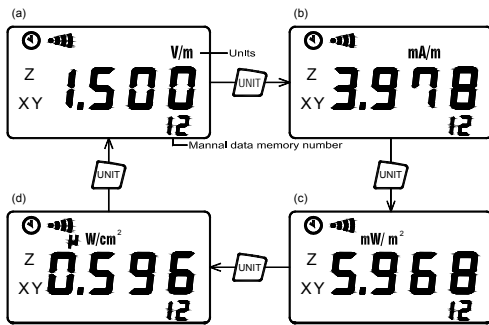 (a)
V/m
Units
Z
XY
1.500
12
UNIT
(b)
mA/m
Z
XY
3.978
12
Mannal data memory number
UNIT
UNIT
(d)
μ W/cm²
Z
XY
0.596
12
UNIT
(c)
mW/ m²
Z
XY
5.968
12